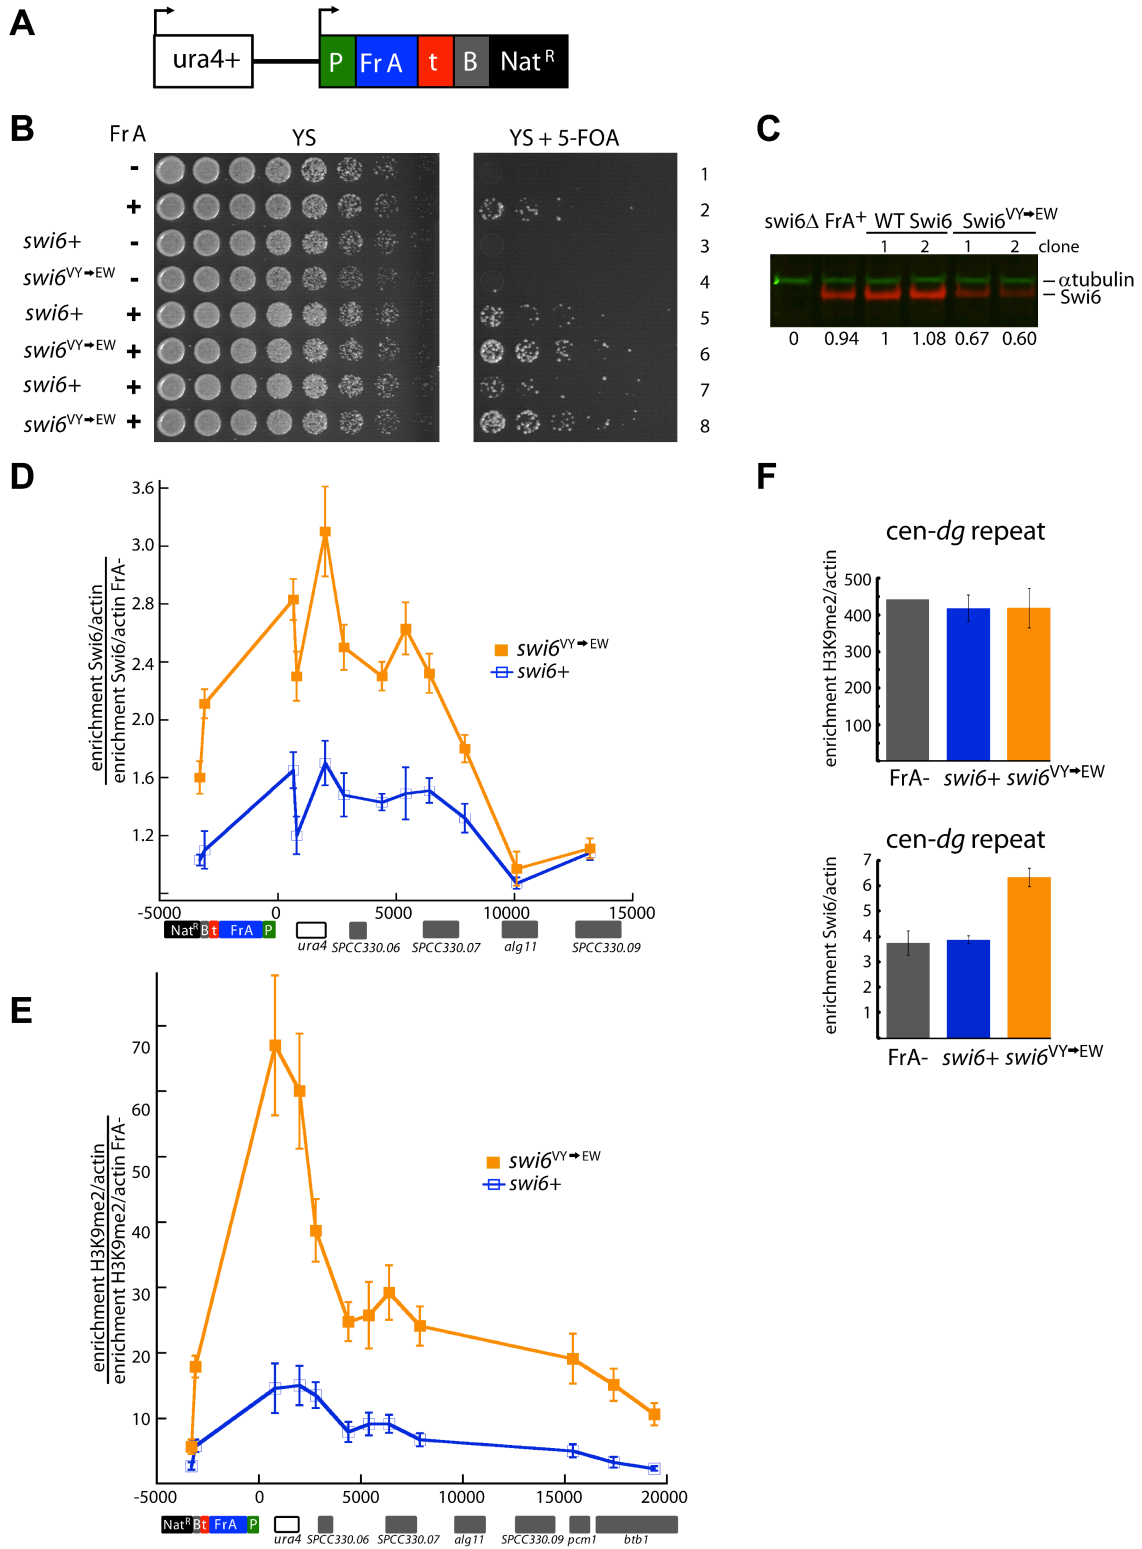 A
ura4+
P
FrA
t
B
Nat R
B
FrA
YS
YS + 5-FOA
-
1
+
2
swi6+ - 3
swi6VY➡EW - 4
swi6+ + 5
swi6VY➡EW + 6
swi6+ + 7
swi6VY➡EW + 8
C
swi6Δ FrA+ WT Swi6 Swi6VY➡EW
1 2 1 2 clone
αtubulin
Swi6
0 0.94 1 1.08 0.67 0.60
D
enrichment Swi6/actin
enrichment Swi6/actin FrA-
3.6
3.0
2.8
2.4
2.0
1.6
1.2
swi6VY➡EW
swi6+
-5000 0 5000 10000 15000
NatR B t FrA P
ura4 SPCC330.06 SPCC330.07 alg11 SPCC330.09
E
enrichment H3K9me2/actin
enrichment H3K9me2/actin FrA-
70
60
50
40
30
20
10
swi6VY➡EW
swi6+
-5000 0 5000 10000 15000 20000
NatR B t FrA P
ura4 SPCC330.06 SPCC330.07 alg11 SPCC330.09 pcm1 btb1
F
cen-dg repeat
enrichment H3K9me2/actin
500
400
300
200
100
FrA- swi6+ swi6VY➡EW
cen-dg repeat
enrichment Swi6/actin
7
6
5
4
3
2
1
FrA- swi6+ swi6VY➡EW